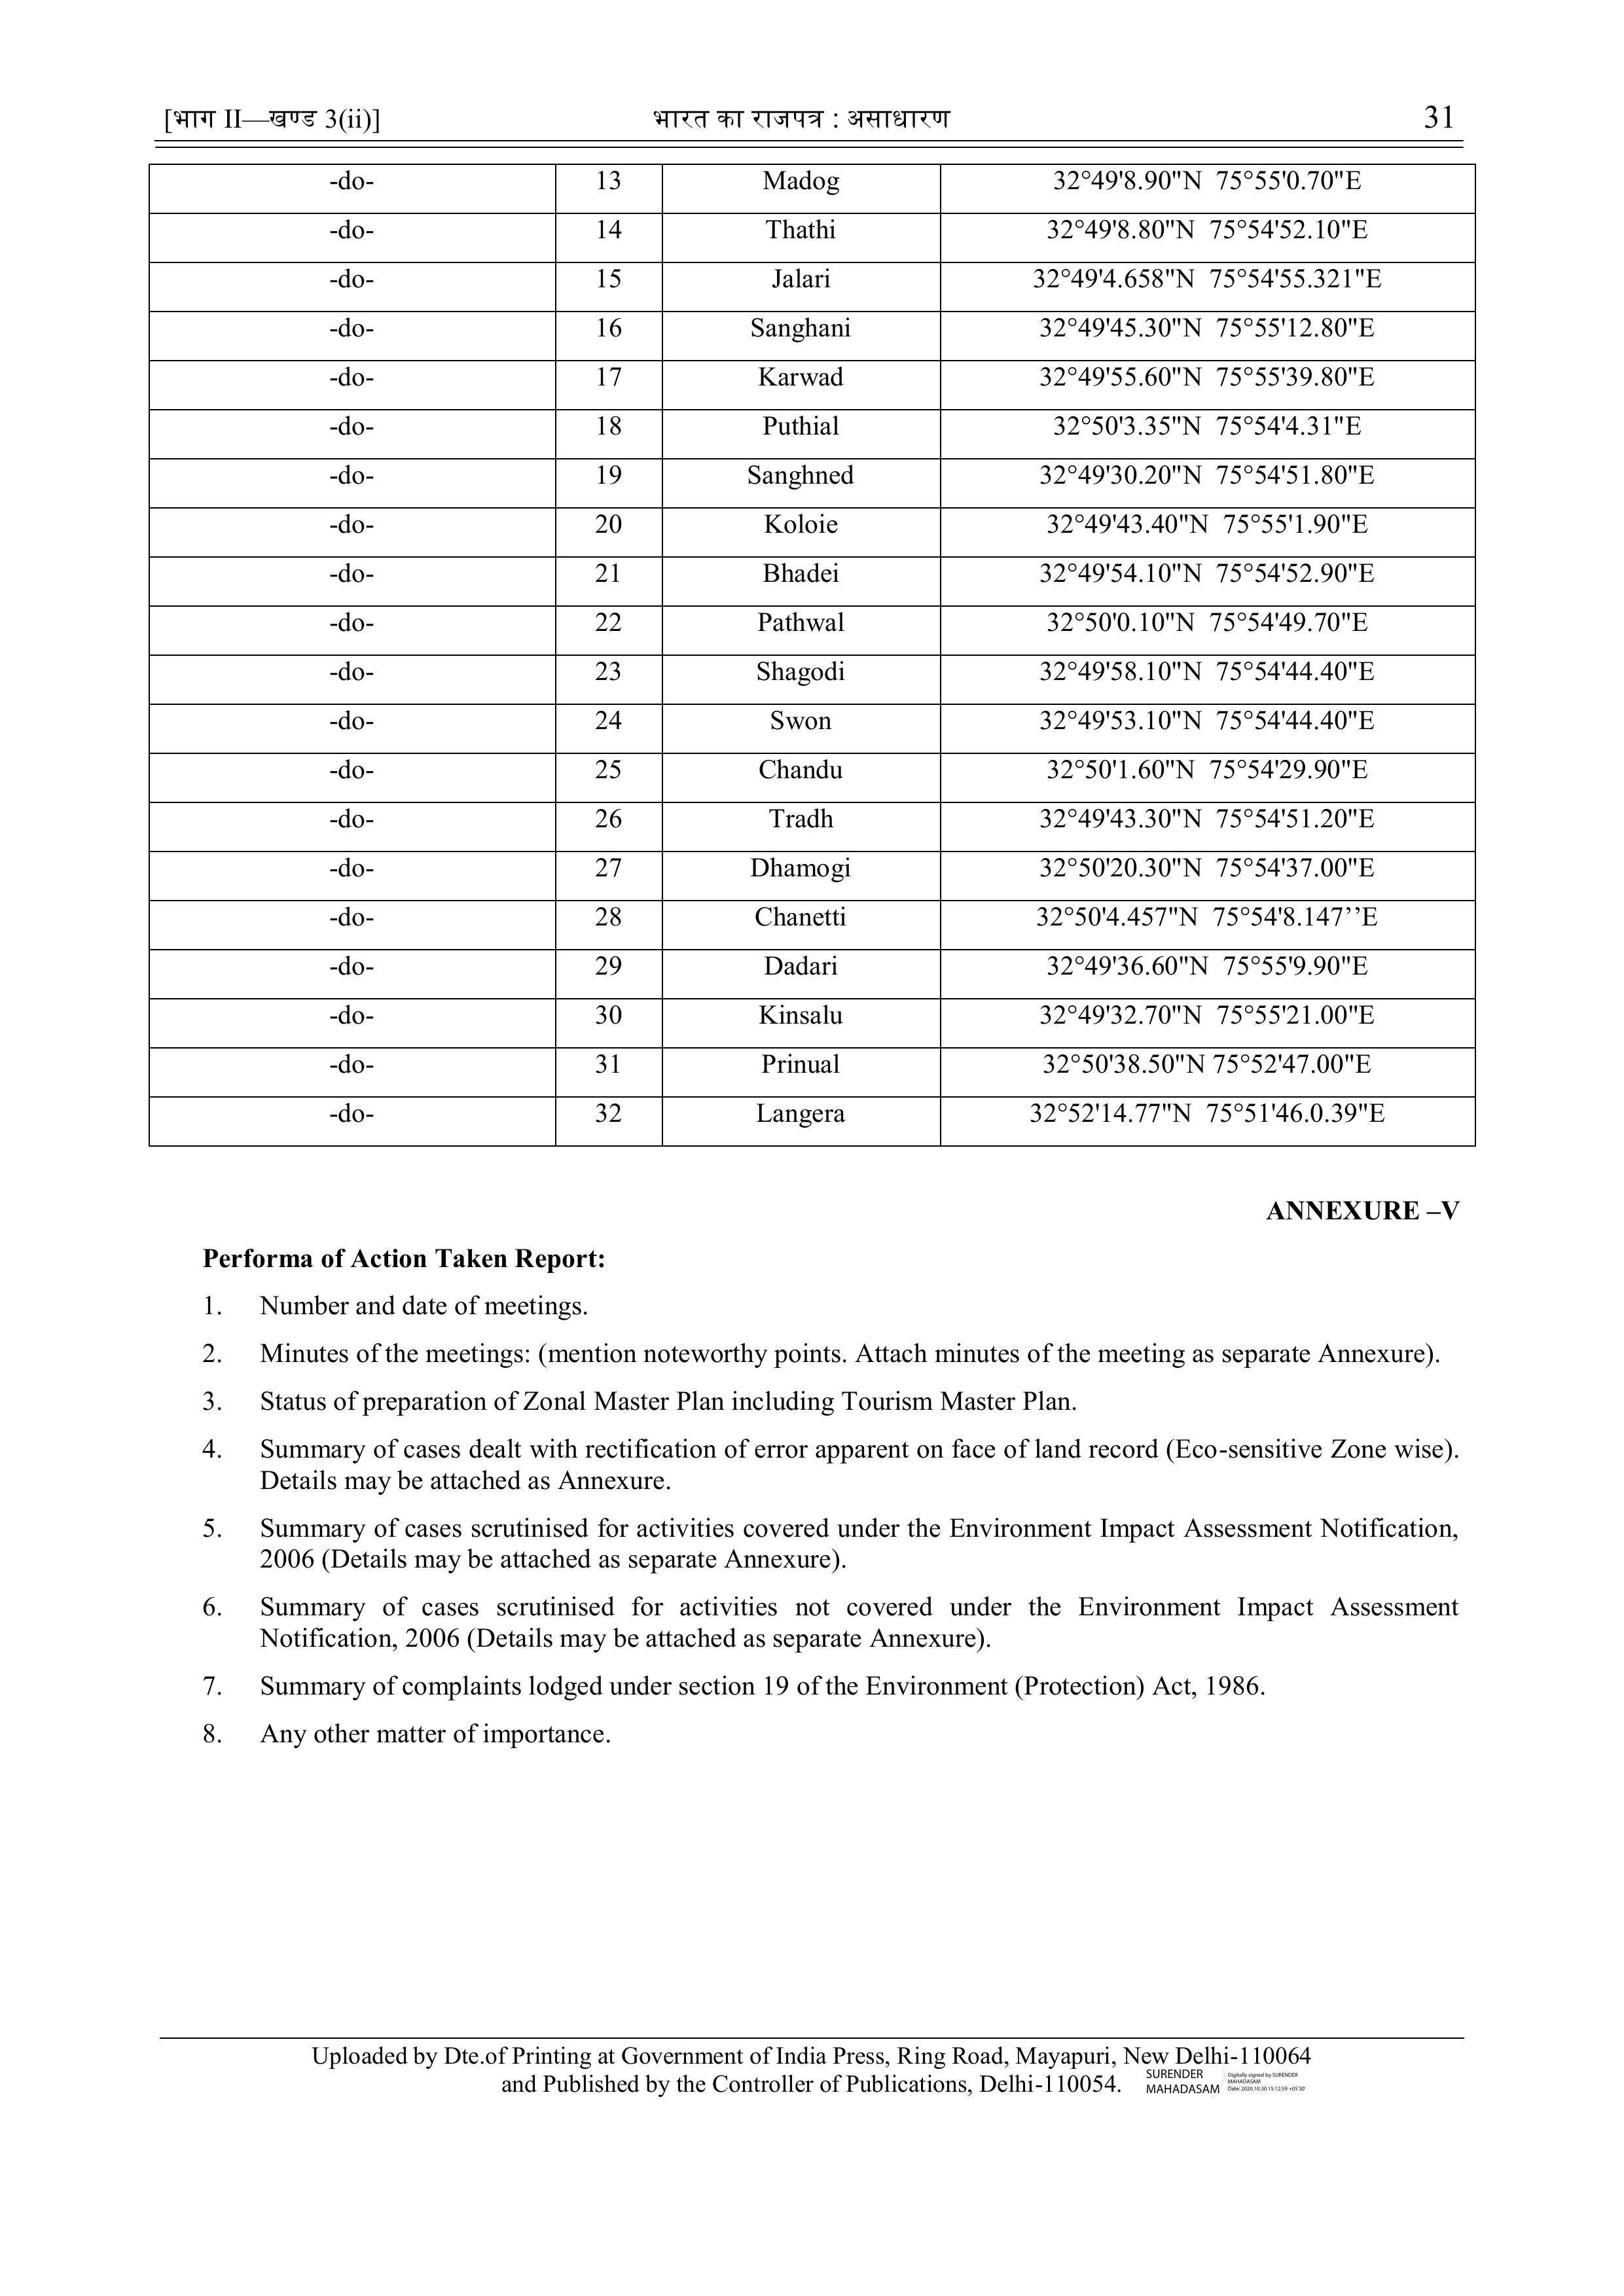 [भाग II—खण्ड 3(ii)] भारत का राजपत्र : असाधारण 31
-do- 13 Madog 32°49'8.90"N 75°55'0.70"E
-do- 14 Thathi 32°49'8.80"N 75°54'52.10"E
-do- 15 Jalari 32°49'4.658"N 75°54'55.321"E
-do- 16 Sanghani 32°49'45.30"N 75°55'12.80"E
-do- 17 Karwad 32°49'55.60"N 75°55'39.80"E
-do- 18 Puthial 32°50'3.35"N 75°54'4.31"E
-do- 19 Sanghned 32°49'30.20"N 75°54'51.80"E
-do- 20 Koloie 32°49'43.40"N 75°55'1.90"E
-do- 21 Bhadei 32°49'54.10"N 75°54'52.90"E
-do- 22 Pathwal 32°50'0.10"N 75°54'49.70"E
-do- 23 Shagodi 32°49'58.10"N 75°54'44.40"E
-do- 24 Swon 32°49'53.10"N 75°54'44.40"E
-do- 25 Chandu 32°50'1.60"N 75°54'29.90"E
-do- 26 Tradh 32°49'43.30"N 75°54'51.20"E
-do- 27 Dhamogi 32°50'20.30"N 75°54'37.00"E
-do- 28 Chanetti 32°50'4.457"N 75°54'8.147’’E
-do- 29 Dadari 32°49'36.60"N 75°55'9.90"E
-do- 30 Kinsalu 32°49'32.70"N 75°55'21.00"E
-do- 31 Prinual 32°50'38.50"N 75°52'47.00"E
-do- 32 Langera 32°52'14.77"N 75°51'46.0.39"E
ANNEXURE –V
Performa of Action Taken Report:
1. Number and date of meetings.
2. Minutes of the meetings: (mention noteworthy points. Attach minutes of the meeting as separate Annexure).
3. Status of preparation of Zonal Master Plan including Tourism Master Plan.
4. Summary of cases dealt with rectification of error apparent on face of land record (Eco-sensitive Zone wise).
Details may be attached as Annexure.
5. Summary of cases scrutinised for activities covered under the Environment Impact Assessment Notification,
2006 (Details may be attached as separate Annexure).
6. Summary of cases scrutinised for activities not covered under the Environment Impact Assessment
Notification, 2006 (Details may be attached as separate Annexure).
7. Summary of complaints lodged under section 19 of the Environment (Protection) Act, 1986.
8. Any other matter of importance.
Uploaded by Dte.of Printing at Government of India Press, Ring Road, Mayapuri, New Delhi-110064
and Published by the Controller of Publications, Delhi-110054.
SURENDER
MAHADASAM
Digitally signed by SURENDER
MAHADASAM
Date: 2020.10.30 15:12:59 +05'30'